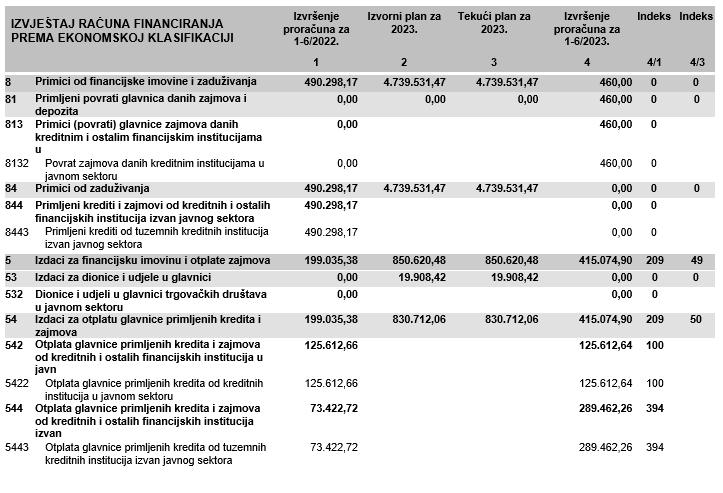 IZVJEŠTAJ RAČUNA FINANCIRANJA PREMA EKONOMSKOJ KLASIFIKACIJI Izvršenje proračuna za 1-6/2022. Izvorni plan za 2023. Tekući plan za 2023. Izvršenje proračuna za 1-6/2023. Indeks Indeks
1 2 3 4 4/1 4/3
8 Primici od financijske imovine i zaduživanja 490.298,17 4.739.531,47 4.739.531,47 460,00 0 0
81 Primljeni povrati glavnica danih zajmova i 0,00 0,00 0,00 460,00 0 0
depozita
813 Primici (povrati) glavnice zajmova danih 0,00 460,00 0
kreditnim i ostalim financijskim institucijama
u
8132 Povrat zajmova danih kreditnim institucijama u 0,00 460,00 0
javnom sektoru
84 Primici od zaduživanja 490.298,17 4.739.531,47 4.739.531,47 0,00 0 0
844 Primljeni krediti i zajmovi od kreditnih i ostalih 490.298,17 0,00 0
financijskih institucija izvan javnog sektora
8443 Primljeni krediti od tuzemnih kreditnih institucija 490.298,17 0,00 0
izvan javnog sektora
5 Izdaci za financijsku imovinu i otplate zajmova 199.035,38 850.620,48 850.620,48 415.074,90 209 49
53 Izdaci za dionice i udjele u glavnici 0,00 19.908,42 19.908,42 0,00 0 0
532 Dionice i udjeli u glavnici trgovačkih društava 0,00 0,00 0
u javnom sektoru
54 Izdaci za otplatu glavnice primljenih kredita i 199.035,38 830.712,06 830.712,06 415.074,90 209 50
zajmova
542 Otplata glavnice primljenih kredita i zajmova 125.612,66 125.612,64 100
od kreditnih i ostalih financijskih institucija u
javn
5422 Otplata glavnice primljenih kredita od kreditnih 125.612,66 125.612,64 100
institucija u javnom sektoru
544 Otplata glavnice primljenih kredita i zajmova 73.422,72 289.462,26 394
od kreditnih i ostalih financijskih institucija
izvan
5443 Otplata glavnice primljenih kredita od tuzemnih 73.422,72 289.462,26 394
kreditnih institucija izvan javnog sektora